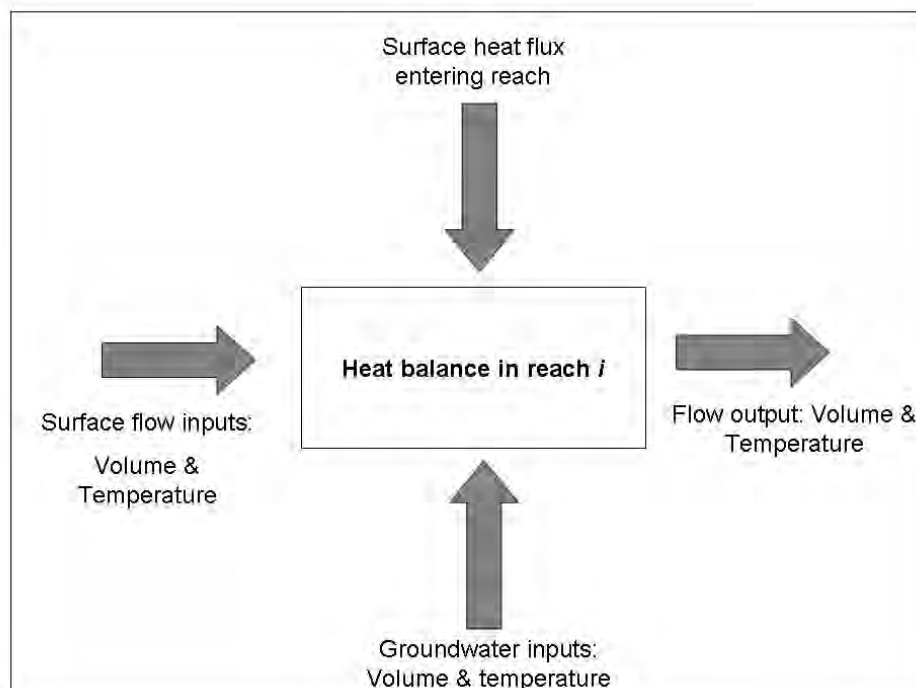 Surface heat flux
entering reach
Heat balance in reach i
Surface flow inputs:
Volume &
Temperature
Flow output: Volume &
Temperature
Groundwater inputs:
Volume & temperature